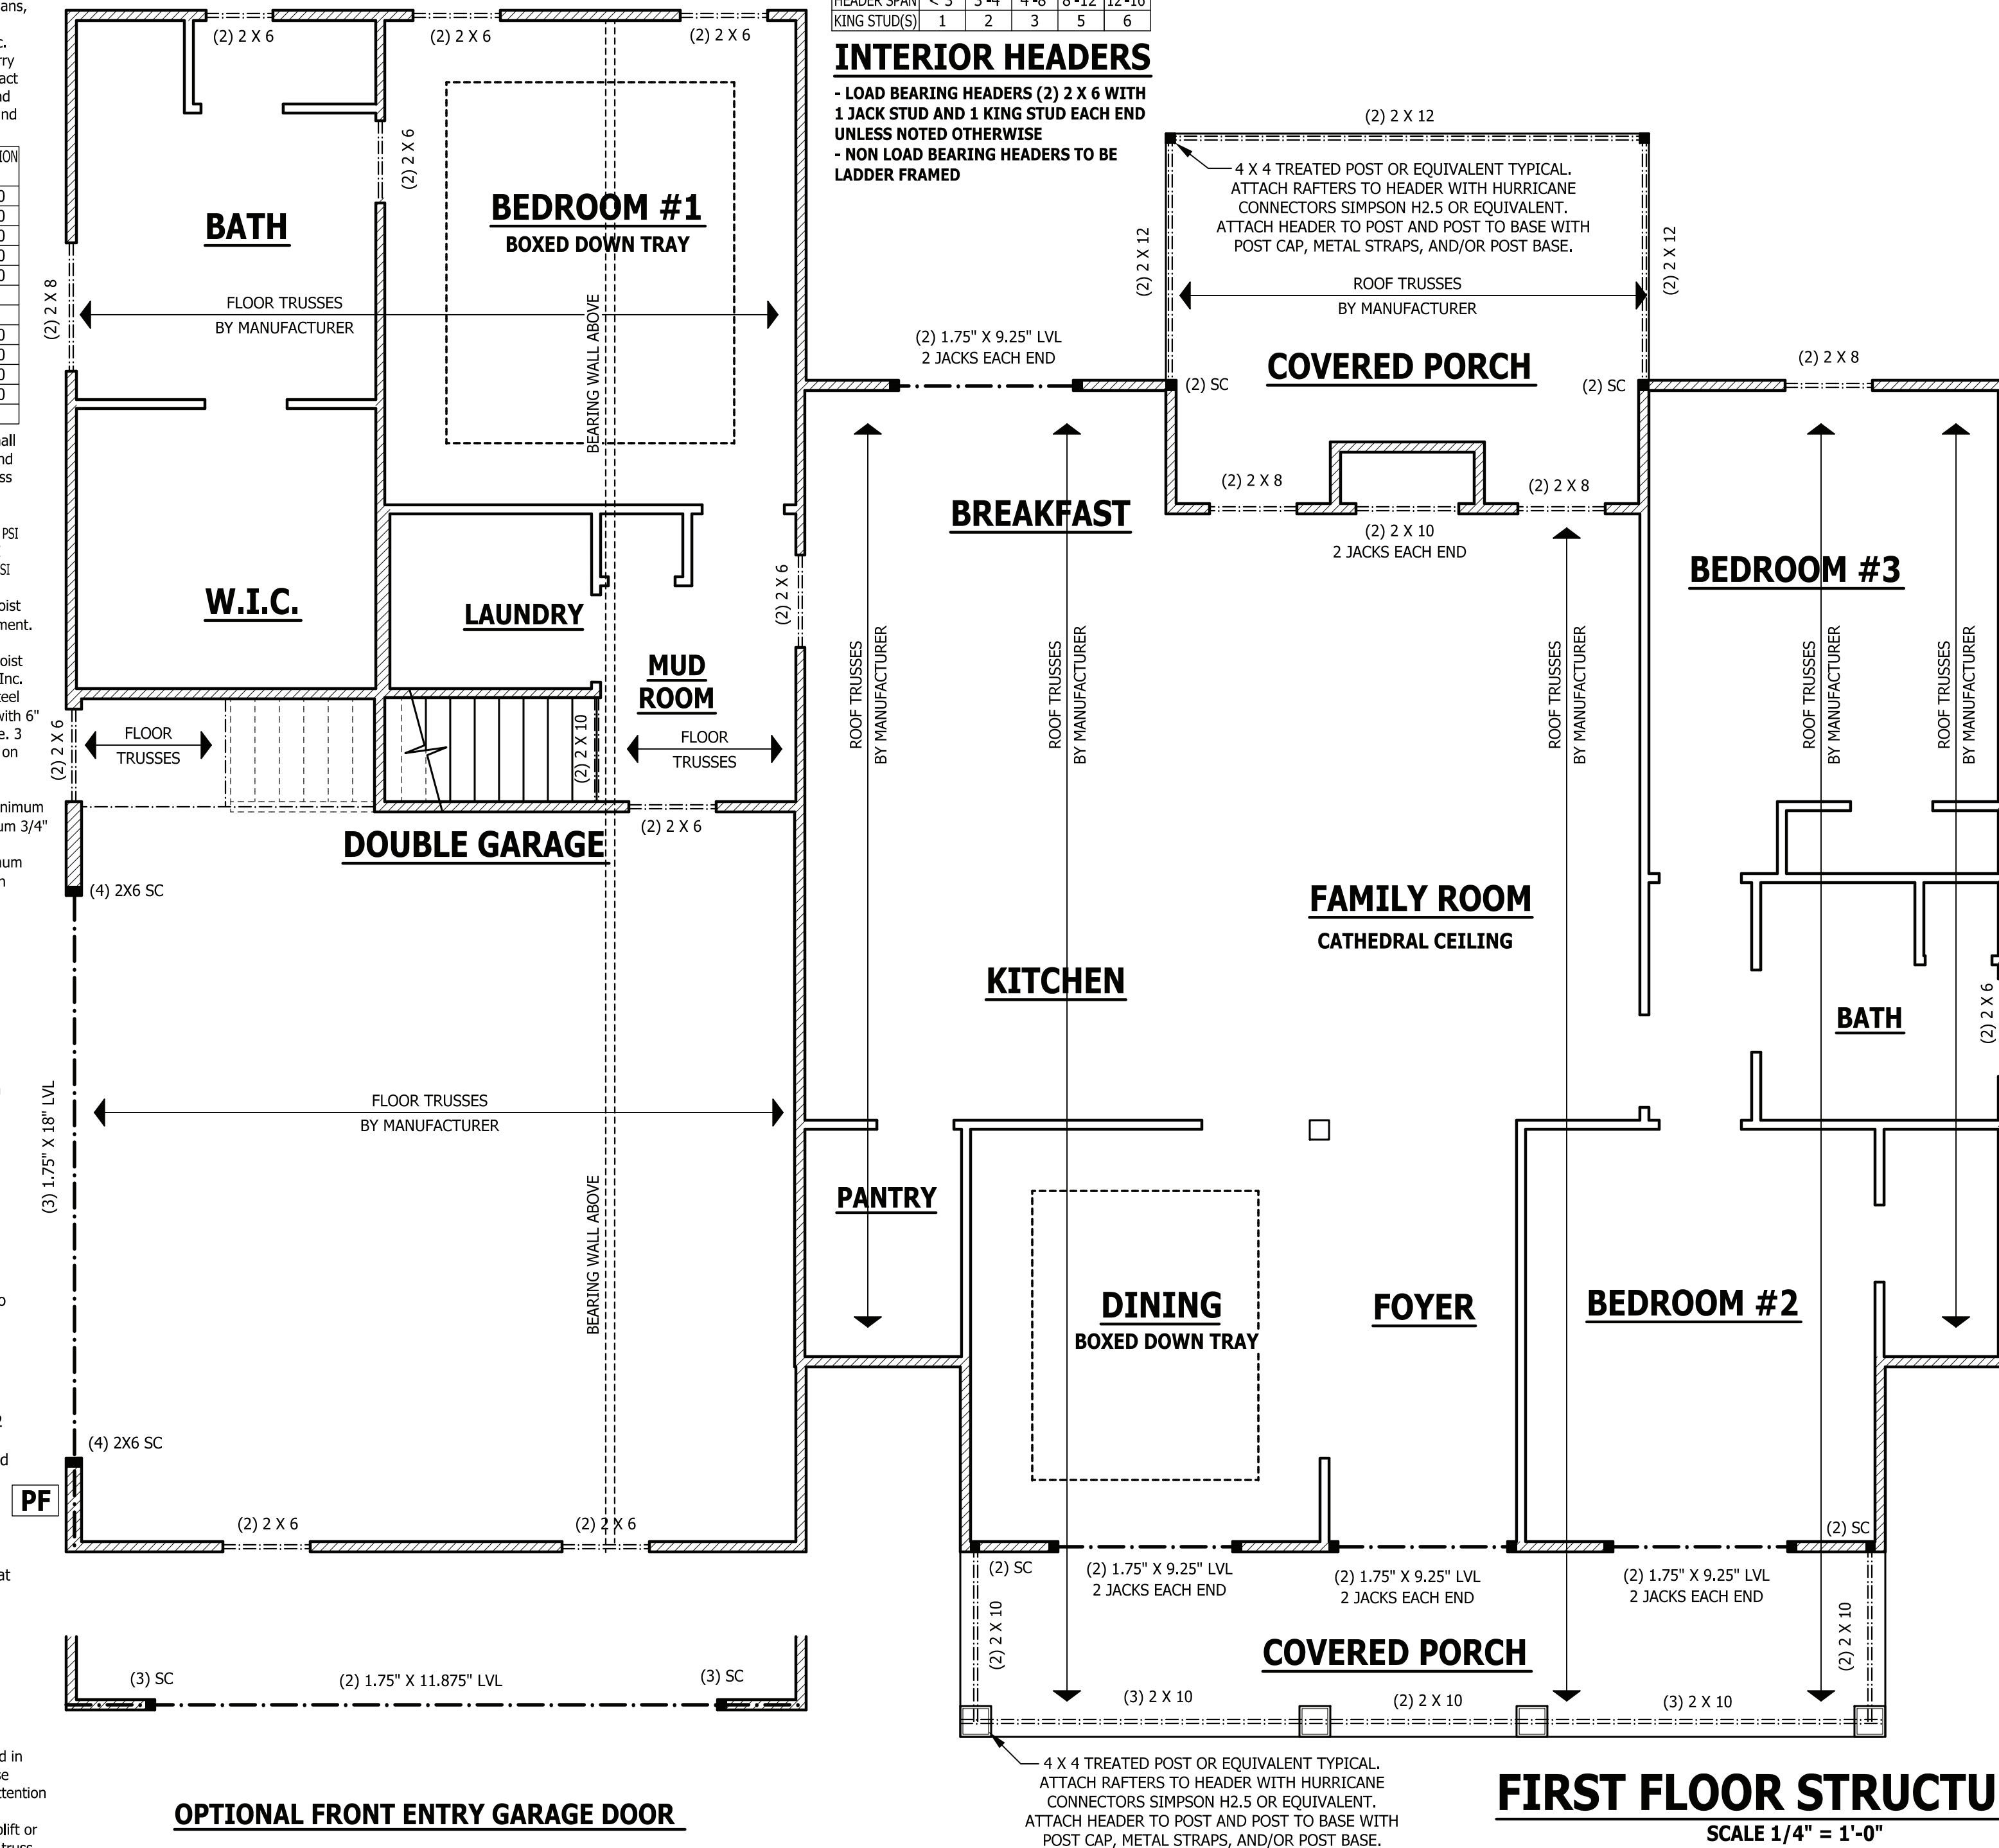 HEADER SPAN < 3' 3'-4' 4'-8' 8'-12' 12'-16'
KING STUD(S) 1 2 3 5 6
INTERIOR HEADERS
- LOAD BEARING HEADERS (2) 2 X 6 WITH
1 JACK STUD AND 1 KING STUD EACH END
UNLESS NOTED OTHERWISE
- NON LOAD BEARING HEADERS TO BE
LADDER FRAMED
(2) 2 X 6
(2) 2 X 6
(2) 2 X 6
(2) 2 X 6
BATH
BEDROOM #1
BOXED DOWN TRAY
(2) 2 X 8
FLOOR TRUSSES
BY MANUFACTURER
BEARING WALL ABOVE
(2) 2 X 12
4 X 4 TREATED POST OR EQUIVALENT TYPICAL.
ATTACH RAFTERS TO HEADER WITH HURRICANE
CONNECTORS SIMPSON H2.5 OR EQUIVALENT.
ATTACH HEADER TO POST AND POST TO BASE WITH
POST CAP, METAL STRAPS, AND/OR POST BASE.
(2) 2 X 12
(2) 2 X 12
ROOF TRUSSES
BY MANUFACTURER
COVERED PORCH
(2) 1.75" X 9.25" LVL
2 JACKS EACH END
(2) SC
(2) SC
(2) 2 X 8
(2) 2 X 8
(2) 2 X 8
(2) 2 X 10
2 JACKS EACH END
BREAKFAST
BEDROOM #3
W.I.C.
LAUNDRY
(2) 2 X 6
MUD
ROOM
(2) 2 X 6
FLOOR
TRUSSES
(2) 2 X 10
FLOOR
TRUSSES
(2) 2 X 6
ROOF TRUSSES
BY MANUFACTURER
ROOF TRUSSES
BY MANUFACTURER
ROOF TRUSSES
BY MANUFACTURER
ROOF TRUSSES
BY MANUFACTURER
ROOF TRUSSES
BY MANUFACTURER
DOUBLE GARAGE
(4) 2X6 SC
FAMILY ROOM
CATHEDRAL CEILING
KITCHEN
BATH
(2) 2 X 6
(3) 1.75" X 18" LVL
FLOOR TRUSSES
BY MANUFACTURER
BEARING WALL ABOVE
PANTRY
DINING
BOXED DOWN TRAY
FOYER
BEDROOM #2
(4) 2X6 SC
PF
(2) 2 X 6
(2) 2 X 6
(2) SC
(2) SC
(2) 1.75" X 9.25" LVL
2 JACKS EACH END
(2) 1.75" X 9.25" LVL
2 JACKS EACH END
(2) 1.75" X 9.25" LVL
2 JACKS EACH END
(2) 2 X 10
(2) 2 X 10
COVERED PORCH
(3) 2 X 10
(2) 2 X 10
(3) 2 X 10
(3) SC
(2) 1.75" X 11.875" LVL
(3) SC
OPTIONAL FRONT ENTRY GARAGE DOOR
4 X 4 TREATED POST OR EQUIVALENT TYPICAL.
ATTACH RAFTERS TO HEADER WITH HURRICANE
CONNECTORS SIMPSON H2.5 OR EQUIVALENT.
ATTACH HEADER TO POST AND POST TO BASE WITH
POST CAP, METAL STRAPS, AND/OR POST BASE.
FIRST FLOOR STRUCTU
SCALE 1/4" = 1'-0"